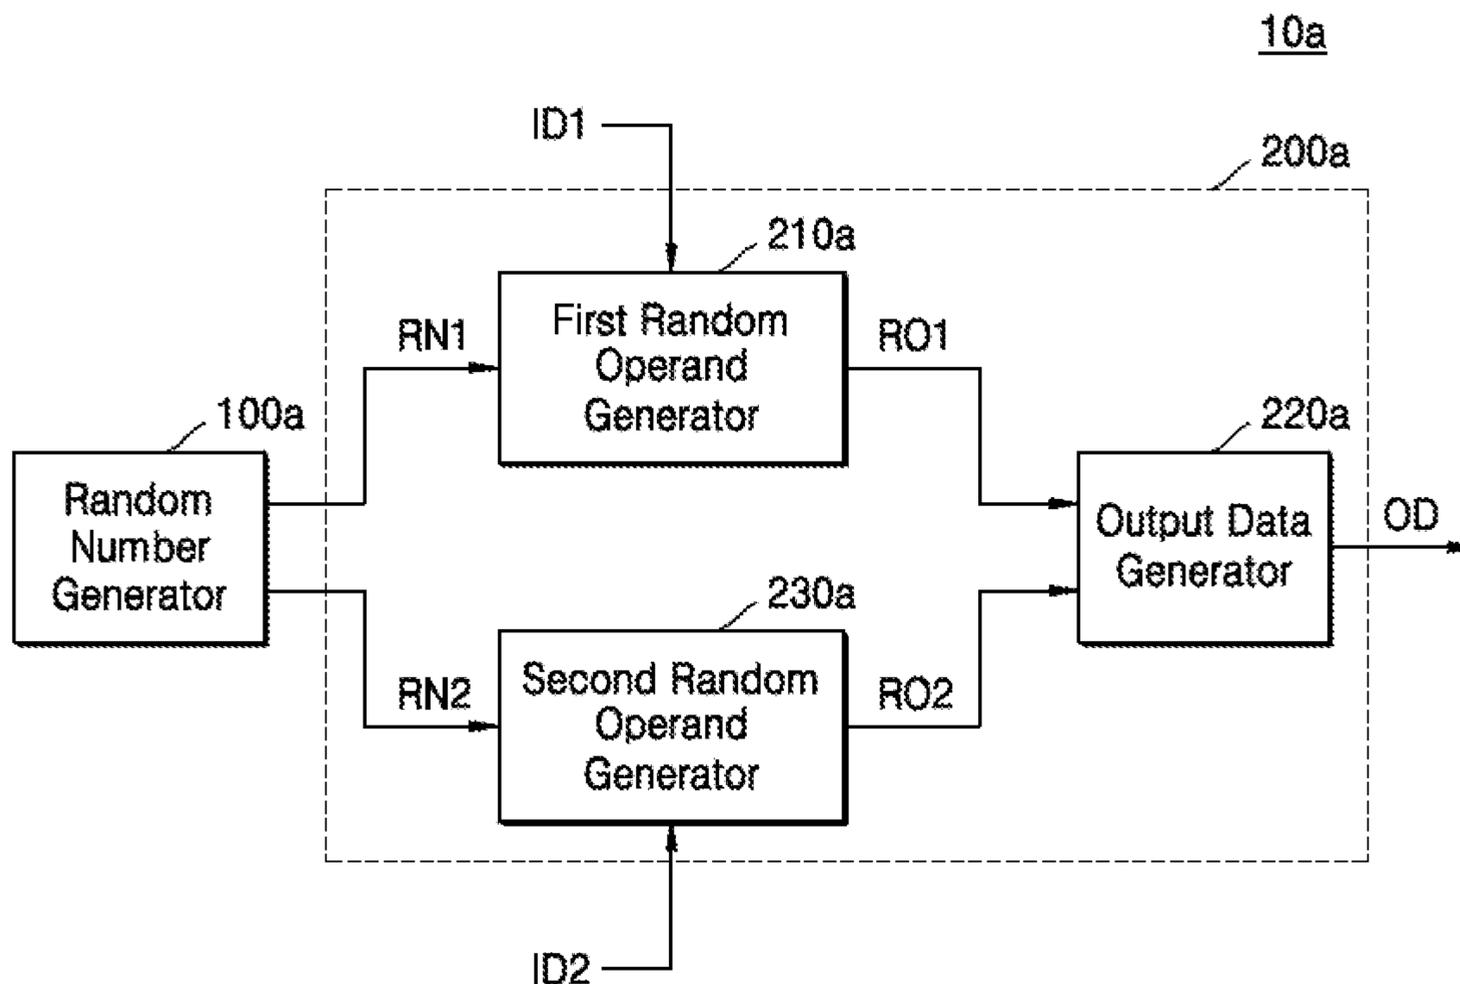 10a
ID1
200a
210a
First Random
Operand
Generator
RN1
RO1
100a
Random
Number
Generator
220a
Output Data
Generator
OD
230a
Second Random
Operand
Generator
RN2
RO2
ID2